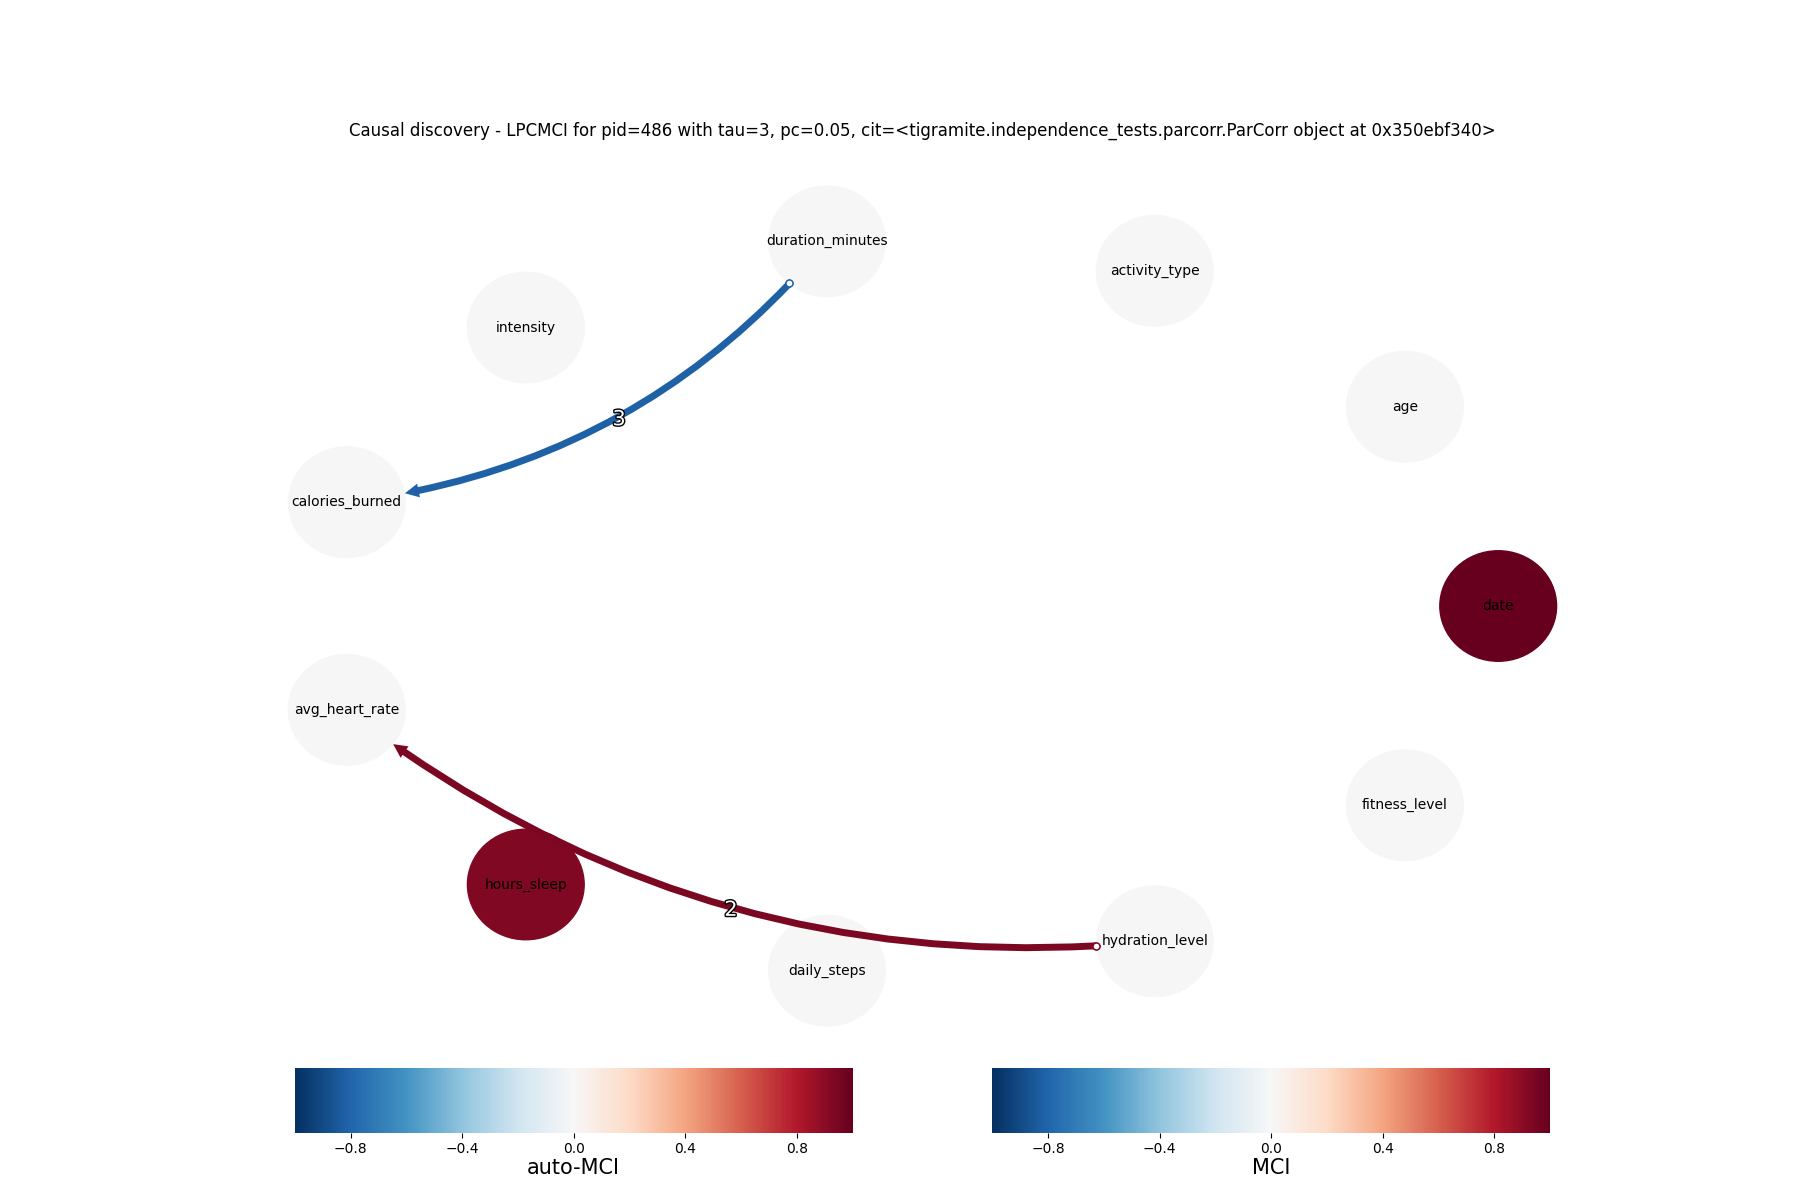 Causal discovery - LPCMCI for pid=486 with tau=3, pc=0.05, cit=<tigramite.independence_tests.parcorr.ParCorr object at 0x350ebf340>
duration_minutes
activity_type
intensity
age
3
calories_burned
date
avg_heart_rate
fitness_level
hours_sleep
2
hydration_level
daily_steps
−0.8 −0.4 0.0 0.4 0.8
auto-MCI
−0.8 −0.4 0.0 0.4 0.8
MCI